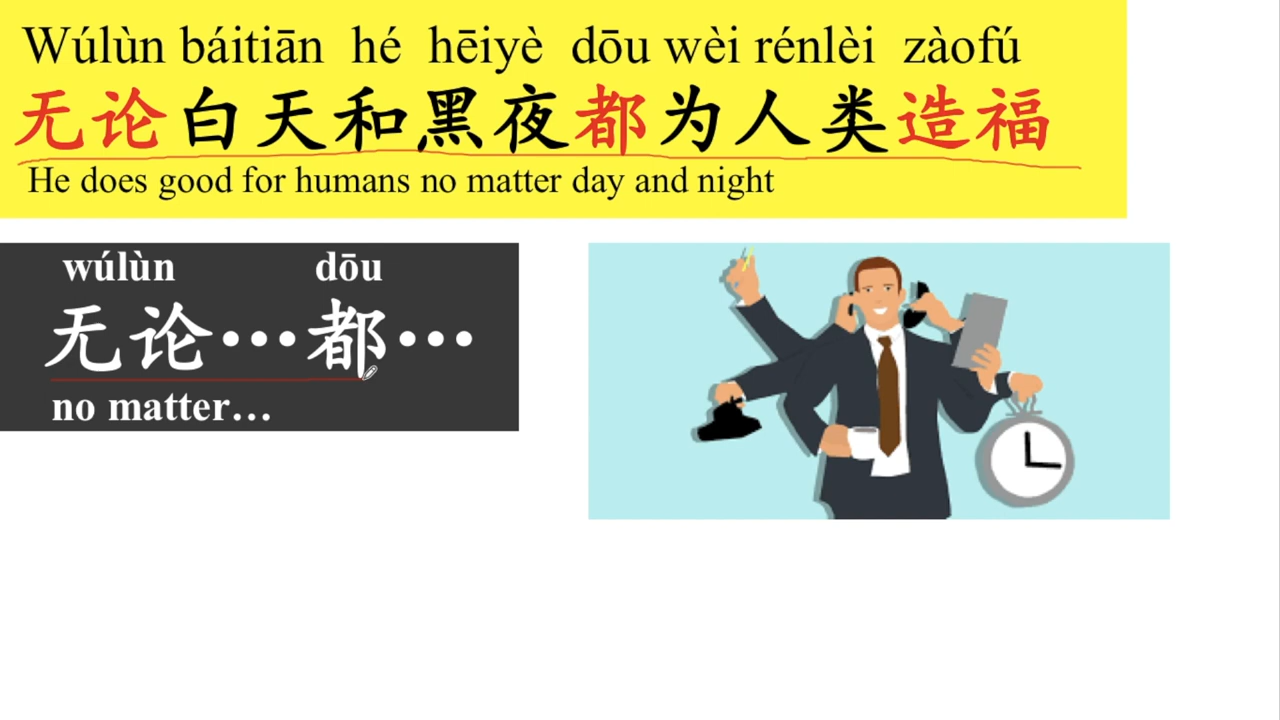 Wúlùn báitiān hé hēiyè dōu wèi rénlèi zàofú
无论白天和黑夜都为人类造福
He does good for humans no matter day and night
wúlùn dōu
无论…都…
no matter…